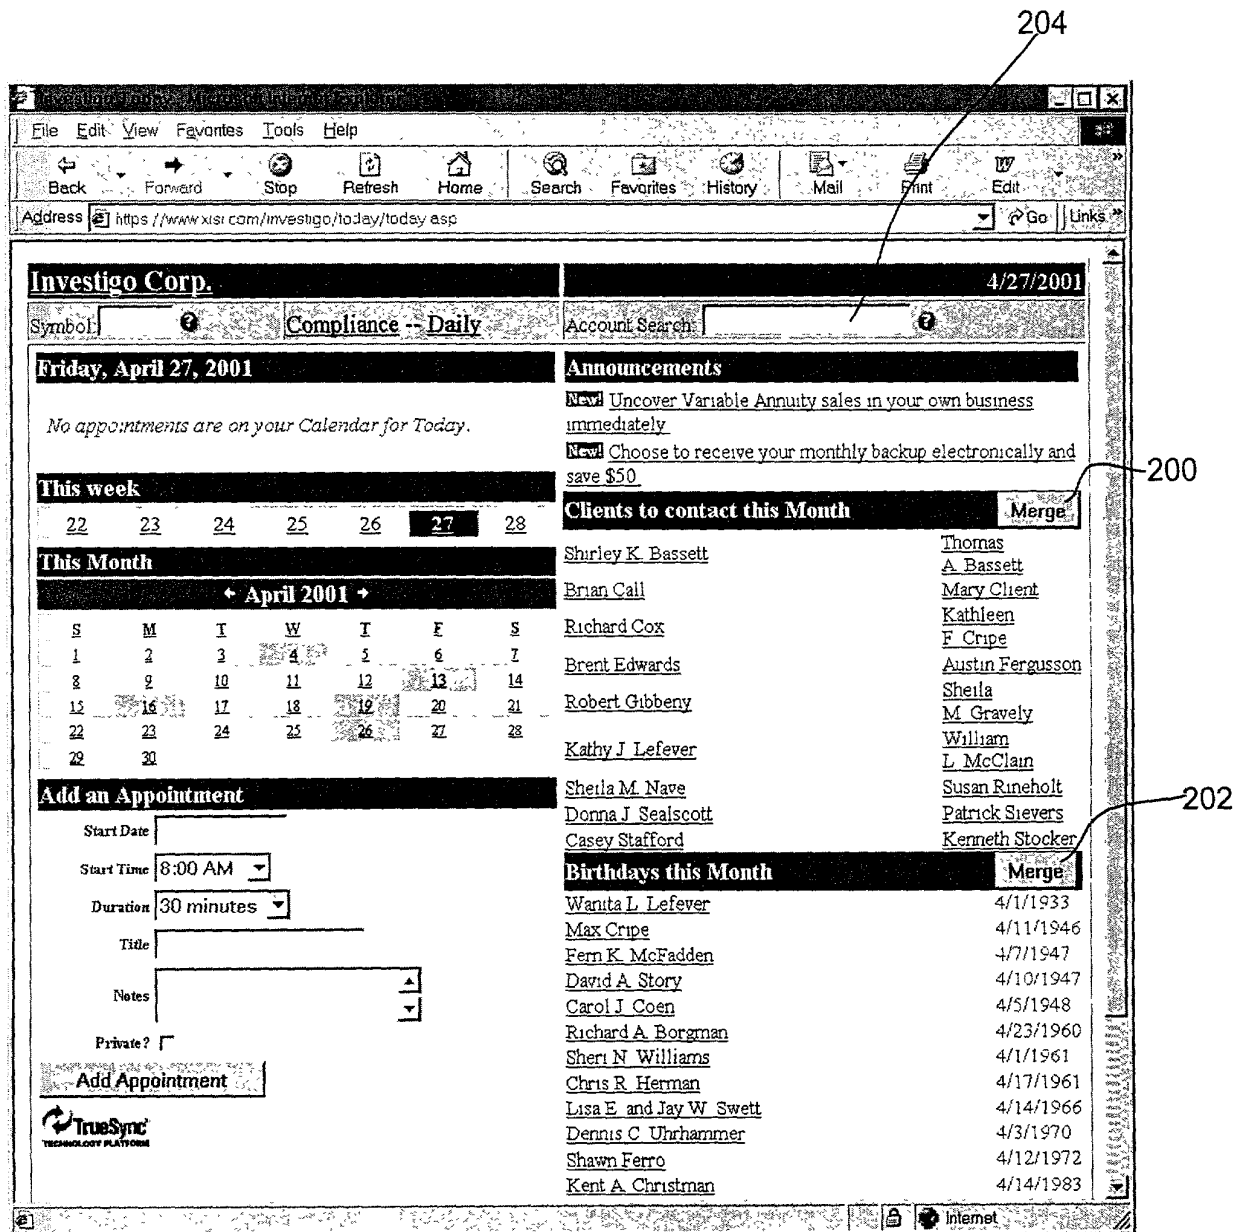 204
File Edit View Favorites Tools Help
Back Forward Stop Refresh Home Search Favorites History Mail Print Edit »
Address https://www.xisi.com/investigo/today/today.asp Go Links »
Investigo Corp. 4/27/2001
Symbol: Compliance -- Daily Account Search:
Friday, April 27, 2001
No appointments are on your Calendar for Today.
This week
22 23 24 25 26 27 28
This Month
April 2001
S M T W T F S
1 2 3 4 5 6 7
8 9 10 11 12 13 14
15 16 17 18 19 20 21
22 23 24 25 26 27 28
29 30
Add an Appointment
Start Date
Start Time 8:00 AM
Duration 30 minutes
Title
Notes
Private?
Add Appointment
TrueSync
TECHNOLOGY PLATFORM
Announcements
New! Uncover Variable Annuity sales in your own business
immediately
New! Choose to receive your monthly backup electronically and
save $50.
Clients to contact this Month Merge
200
Shirley K. Bassett Thomas
A. Bassett
Brian Call Mary Client
Richard Cox Kathleen
F. Cripe
Brent Edwards Austin Fergusson
Robert Gibbeny Sheila
M. Gravely
Kathy J. Lefever William
L. McClain
Sheila M. Nave Susan Rineholt
Donna J. Sealscott Patrick Sievers
Casey Stafford Kenneth Stocker
202
Birthdays this Month Merge
Wanita L. Lefever 4/1/1933
Max Cripe 4/11/1946
Fern K. McFadden 4/7/1947
David A. Story 4/10/1947
Carol J. Coen 4/5/1948
Richard A. Borgman 4/23/1960
Sheri N. Williams 4/1/1961
Chris R. Herman 4/17/1961
Lisa E. and Jay W. Swett 4/14/1966
Dennis C. Uhrhammer 4/3/1970
Shawn Ferro 4/12/1972
Kent A. Christman 4/14/1983
Internet